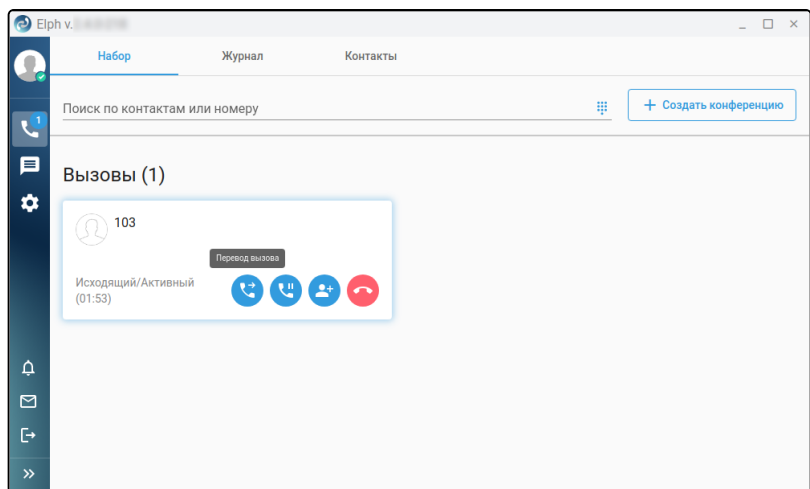 Elph v.
Набор Журнал Контакты
1
Поиск по контактам или номеру
+ Создать конференцию
Вызовы (1)
103
Перевод вызова
Исходящий/Активный
(01:53)